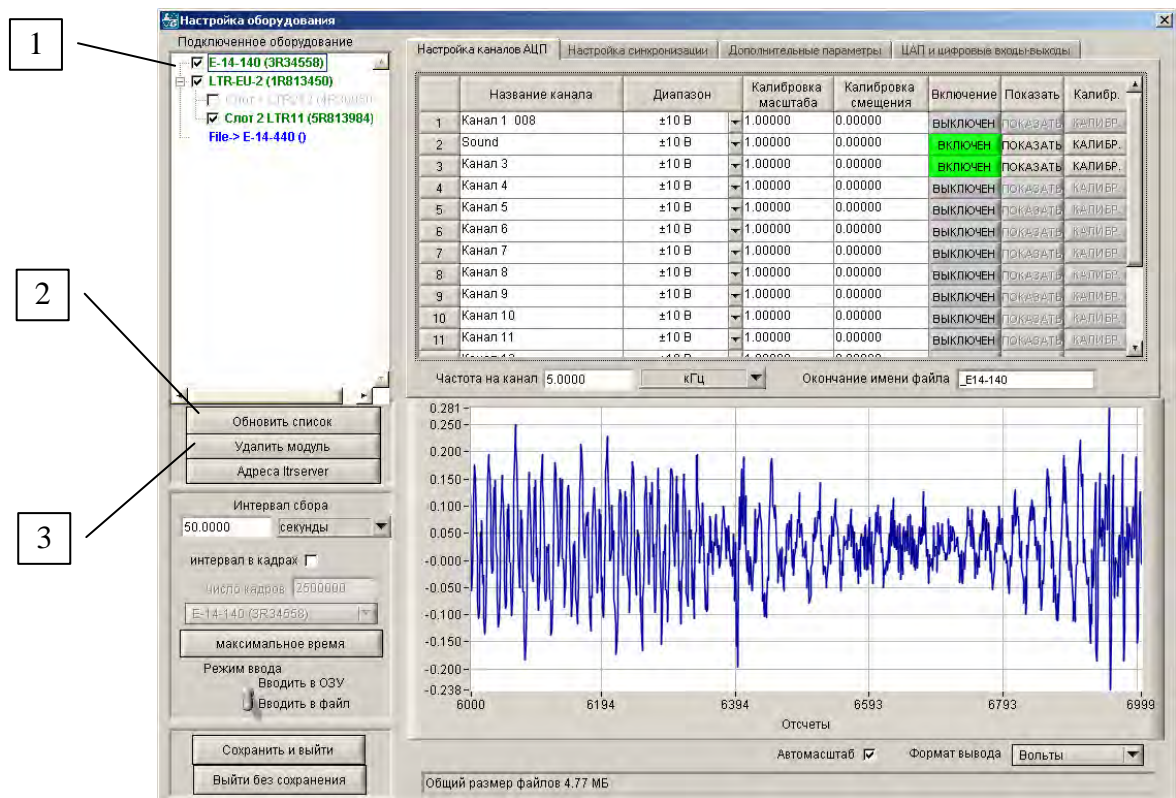 Настройка оборудования
1
Подключенное оборудование
E-14-140 (3R34558)
LTR-EU-2 (1R813450)
Слот 2 LTR11 (5R813984)
File-> E-14-440 ()
2
Обновить список
Удалить модуль
Адреса ltrserver
3
Интервал сбора
50.0000 секунды
интервал в кадрах
число кадров 2500000
E-14-140 (3R34558)
максимальное время
Режим ввода
Вводить в ОЗУ
Вводить в файл
Сохранить и выйти
Выйти без сохранения
Настройка каналов АЦП Настройка синхронизации Дополнительные параметры ЦАП и цифровые входы-выходы
Название канала Диапазон Калибровка масштаба Калибровка смещения Включение Показать Калибр.
1 Канал 1 008 ±10 В 1.00000 0.00000 ВЫКЛЮЧЕН ПОКАЗАТЬ КАЛИБР.
2 Sound ±10 В 1.00000 0.00000 ВКЛЮЧЕН ПОКАЗАТЬ КАЛИБР.
3 Канал 3 ±10 В 1.00000 0.00000 ВКЛЮЧЕН ПОКАЗАТЬ КАЛИБР.
4 Канал 4 ±10 В 1.00000 0.00000 ВЫКЛЮЧЕН ПОКАЗАТЬ КАЛИБР.
5 Канал 5 ±10 В 1.00000 0.00000 ВЫКЛЮЧЕН ПОКАЗАТЬ КАЛИБР.
6 Канал 6 ±10 В 1.00000 0.00000 ВЫКЛЮЧЕН ПОКАЗАТЬ КАЛИБР.
7 Канал 7 ±10 В 1.00000 0.00000 ВЫКЛЮЧЕН ПОКАЗАТЬ КАЛИБР.
8 Канал 8 ±10 В 1.00000 0.00000 ВЫКЛЮЧЕН ПОКАЗАТЬ КАЛИБР.
9 Канал 9 ±10 В 1.00000 0.00000 ВЫКЛЮЧЕН ПОКАЗАТЬ КАЛИБР.
10 Канал 10 ±10 В 1.00000 0.00000 ВЫКЛЮЧЕН ПОКАЗАТЬ КАЛИБР.
11 Канал 11 ±10 В 1.00000 0.00000 ВЫКЛЮЧЕН ПОКАЗАТЬ КАЛИБР.
Частота на канал 5.0000 кГц Окончание имени файла _E14-140
0.281
0.250
0.200
0.150
0.100
0.050
-0.000
-0.050
-0.100
-0.150
-0.200
-0.238
6000 6194 6394 6593 6793 6999
Отсчеты
Автомасштаб Формат вывода Вольты
Общий размер файлов 4.77 МБ